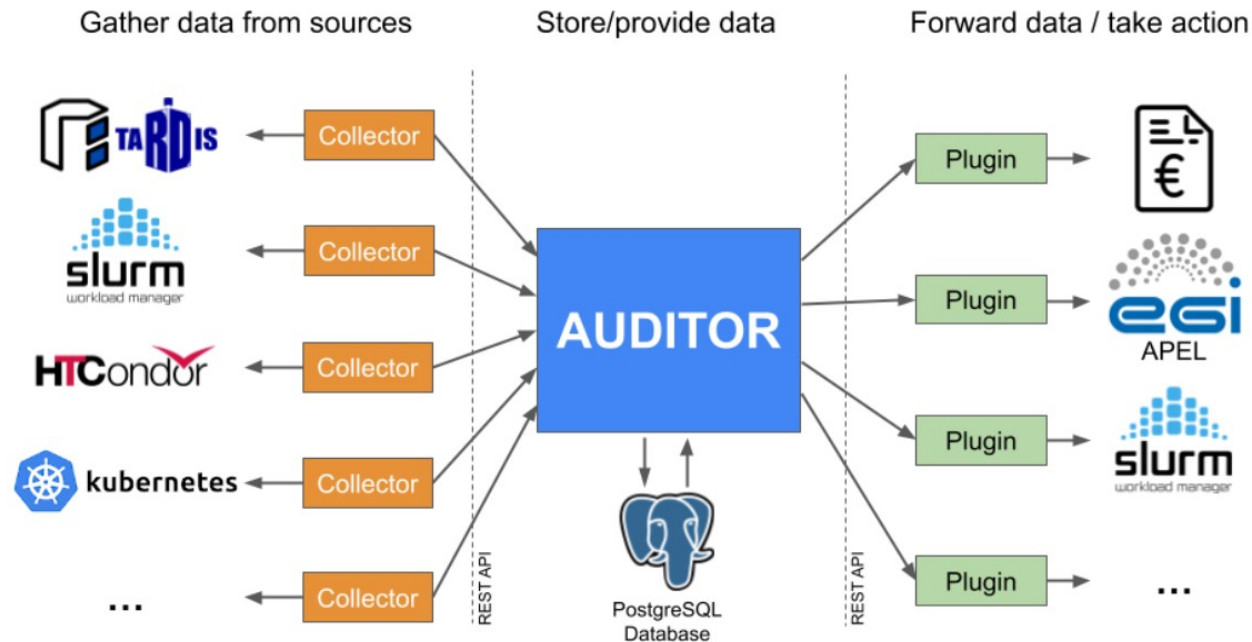 Gather data from sources
Store/provide data
Forward data / take action
TARDIS
Collector
slurm
workload manager
Collector
HTCondor
Collector
kubernetes
Collector
...
Collector
REST API
AUDITOR
PostgreSQL
Database
REST API
Plugin
€
Plugin
egi
APEL
Plugin
slurm
workload manager
Plugin
...